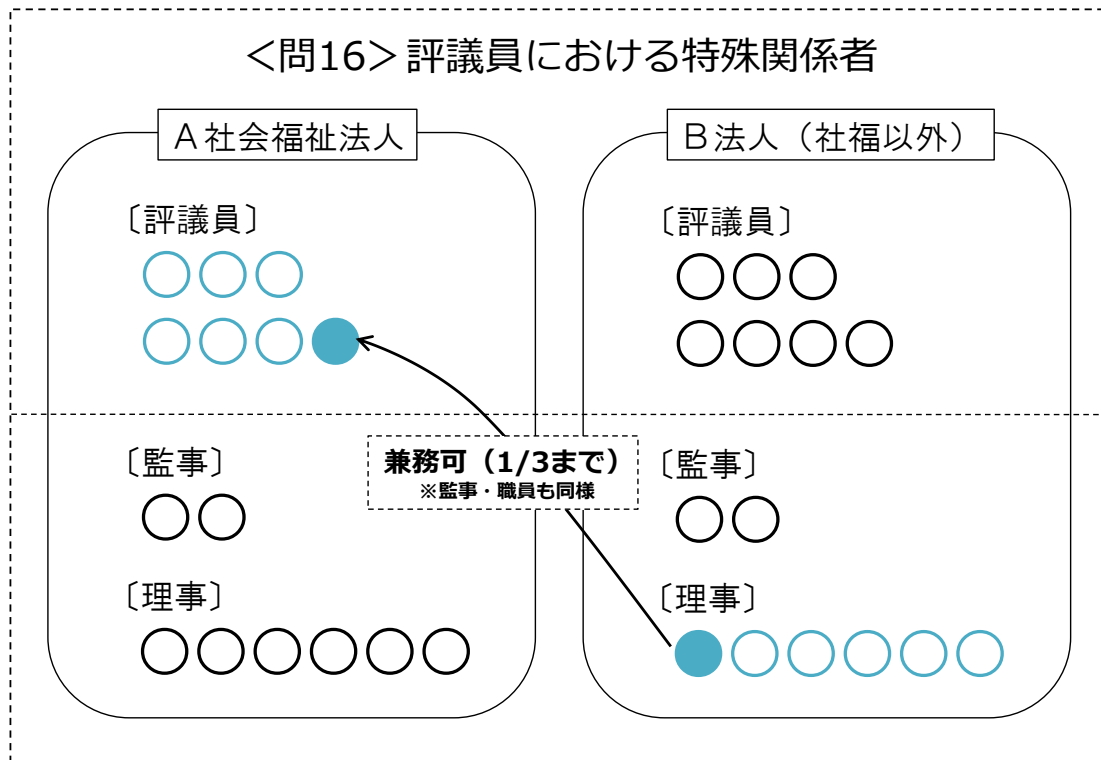 ＜問16＞評議員における特殊関係者
Ａ社会福祉法人
Ｂ法人（社福以外）
〔評議員〕
〔評議員〕
兼務可（1/3まで）
※監事・職員も同様
〔監事〕
〔監事〕
〔理事〕
〔理事〕